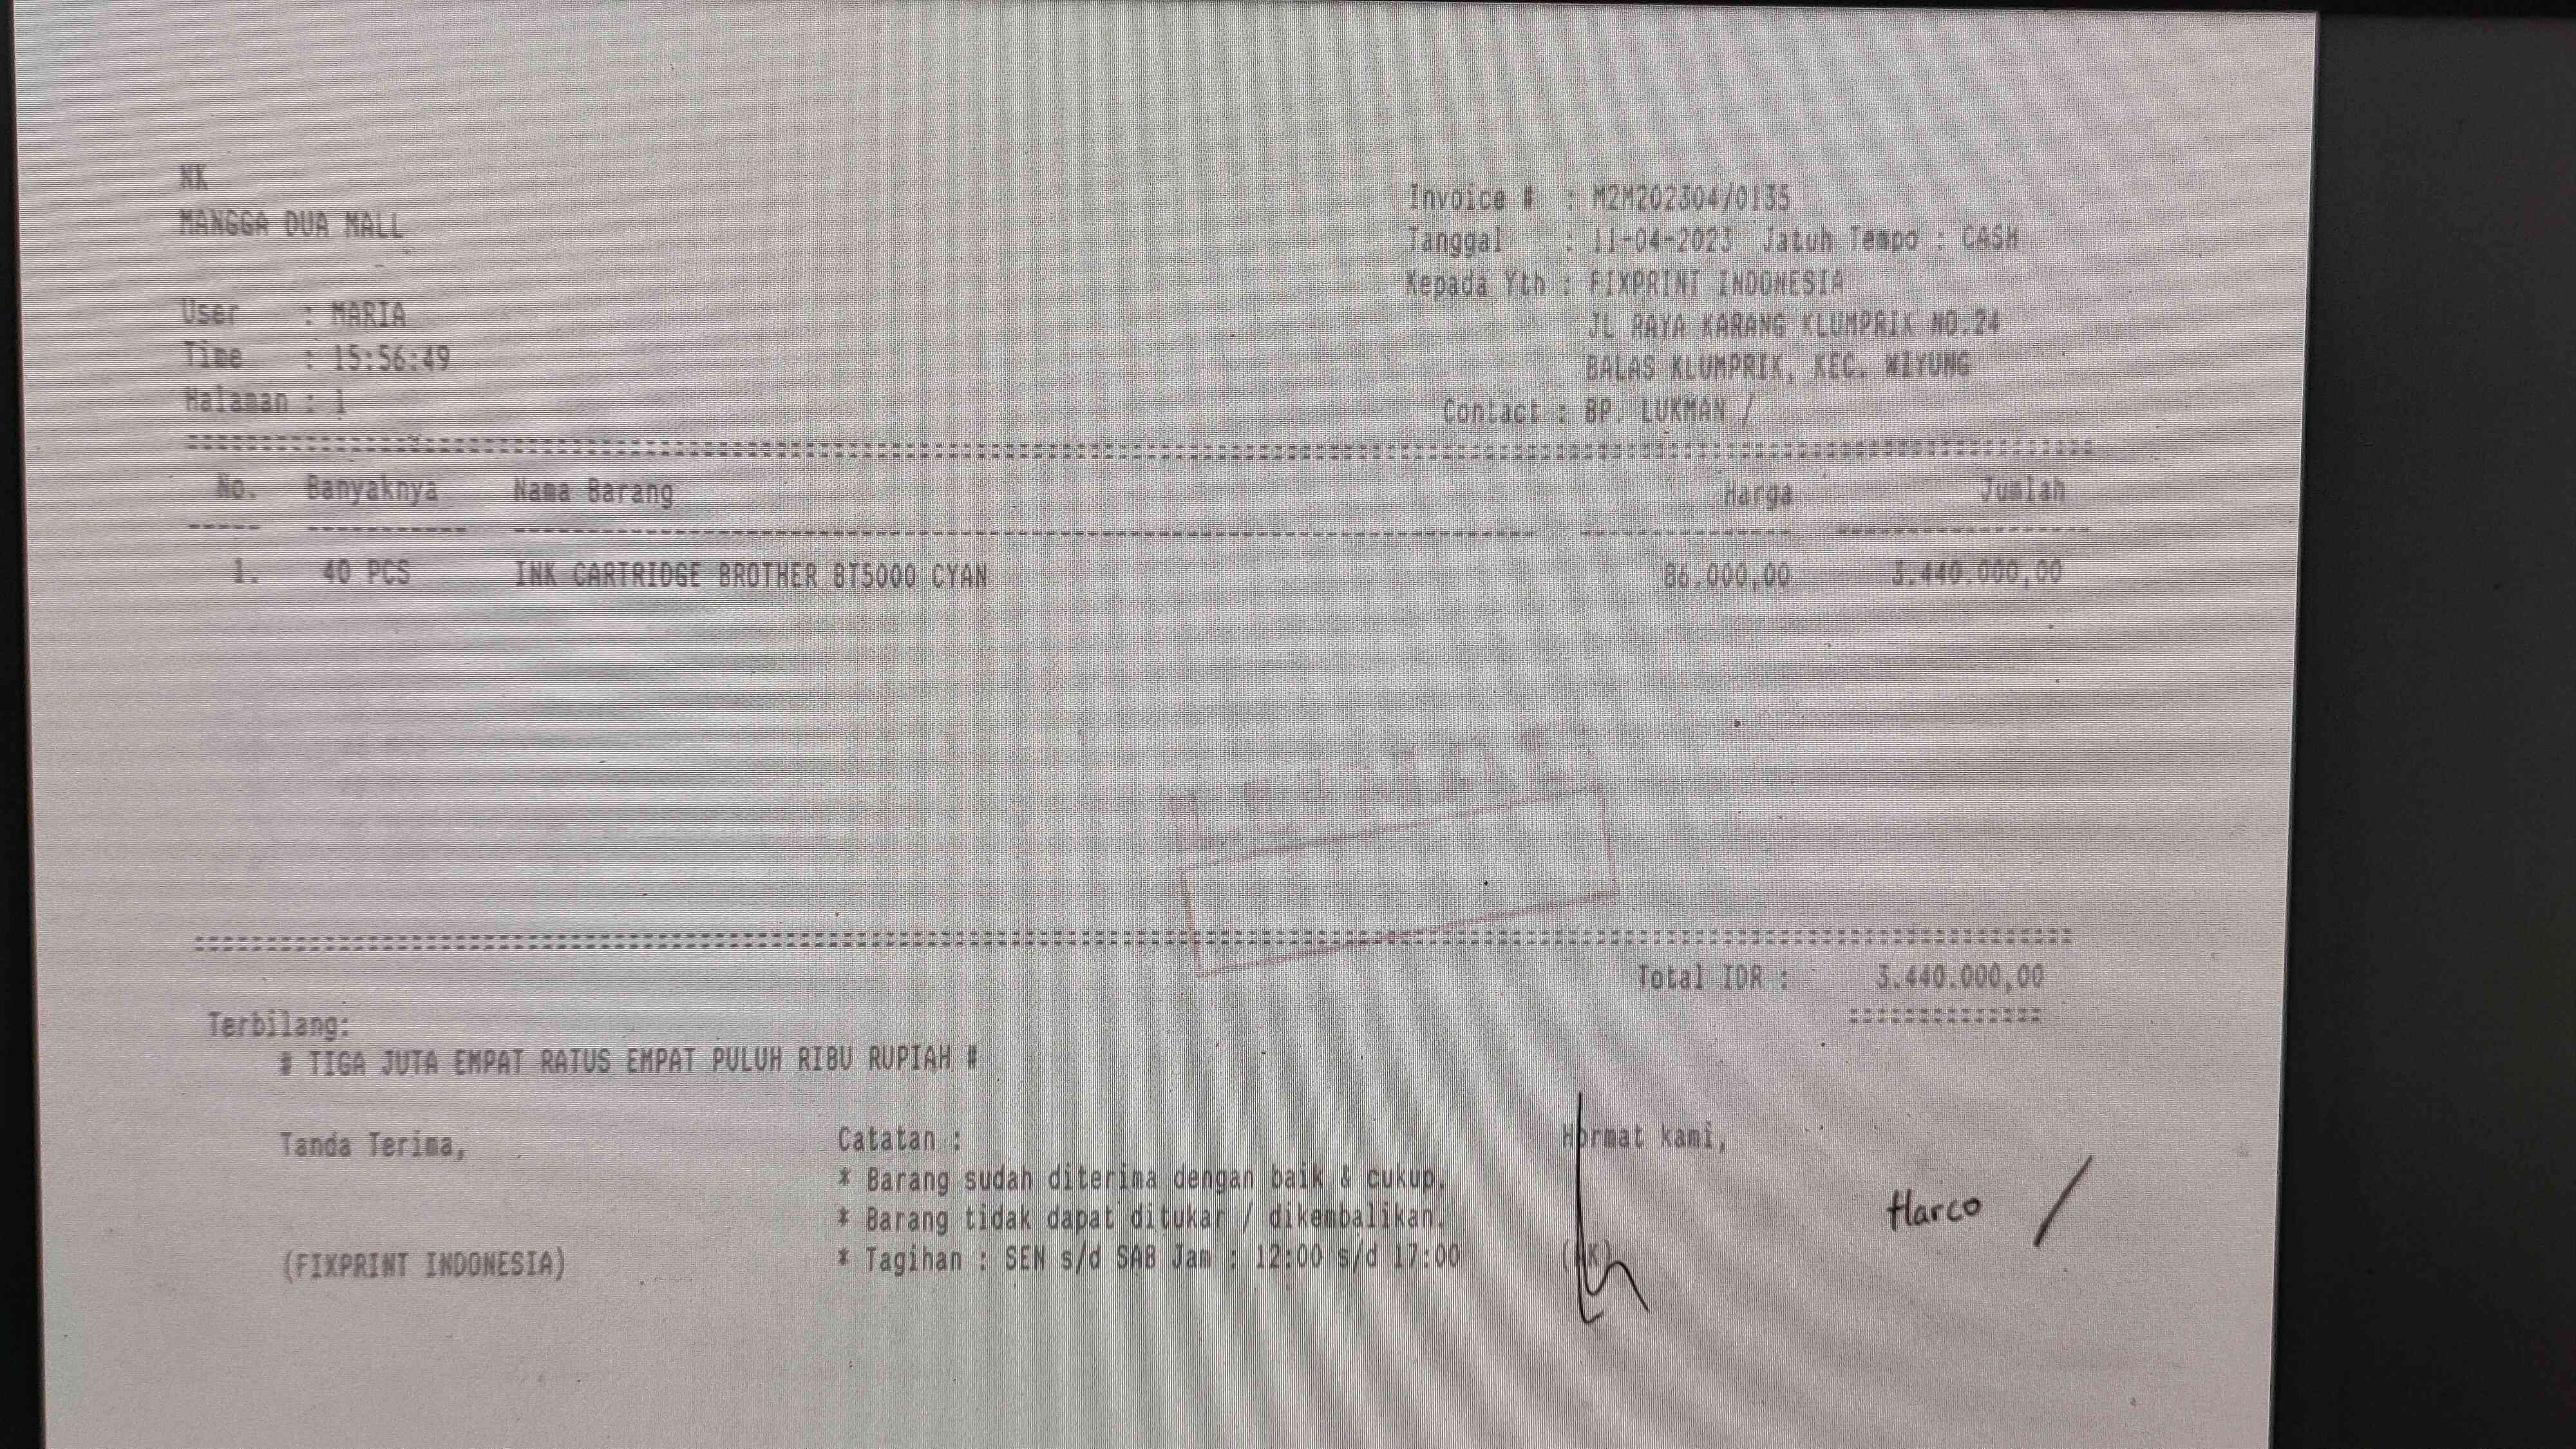 NK
MANGGA DUA MALL
User : MARIA
Time : 15:56:49
Halaman : 1
Invoice # : M2M202304/0135
Tanggal : 11-04-2023 Jatuh Tempo : CASH
Kepada Yth : FIXPRINT INDONESIA
JL RAYA KARANG KLUMPRIK NO.24
BALAS KLUMPRIK, KEC. WIYUNG
Contact : BP. LUKMAN /
No. Banyaknya Nama Barang Harga Jumlah
1. 40 PCS INK CARTRIDGE BROTHER BT5000 CYAN 86.000,00 3.440.000,00
LUNAS
Total IDR : 3.440.000,00
Terbilang:
# TIGA JUTA EMPAT RATUS EMPAT PULUH RIBU RUPIAH #
Tanda Terima,
(FIXPRINT INDONESIA)
Catatan :
* Barang sudah diterima dengan baik & cukup.
* Barang tidak dapat ditukar / dikembalikan.
* Tagihan : SEN s/d SAB Jam : 12:00 s/d 17:00
Hormat kami,
(NK)
Harco /